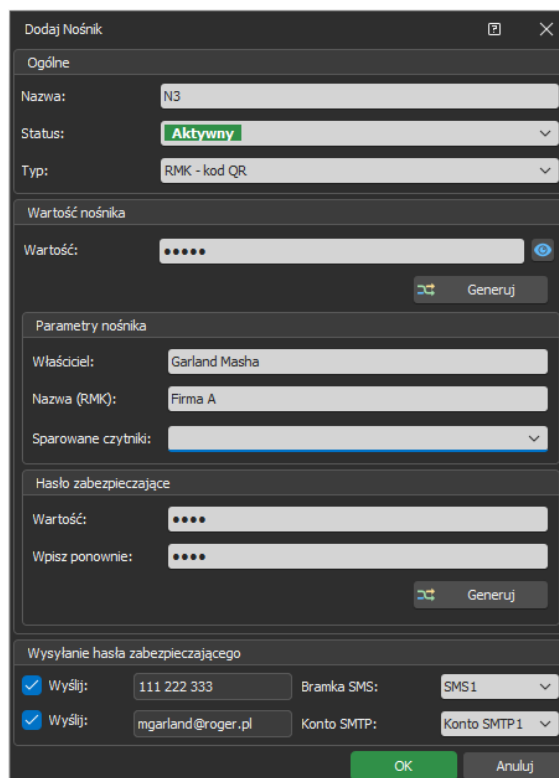 Dodaj Nośnik
Ogólne
Nazwa: N3
Status: Aktywny
Typ: RMK - kod QR
Wartość nośnika
Wartość: •••••
Generuj
Parametry nośnika
Właściciel: Garland Masha
Nazwa (RMK): Firma A
Sparowane czytniki:
Hasło zabezpieczające
Wartość: ••••
Wpisz ponownie: ••••
Generuj
Wysyłanie hasła zabezpieczającego
Wyślij: 111 222 333 Bramka SMS: SMS1
Wyślij: mgarland@roger.pl Konto SMTP: Konto SMTP1
OK Anuluj